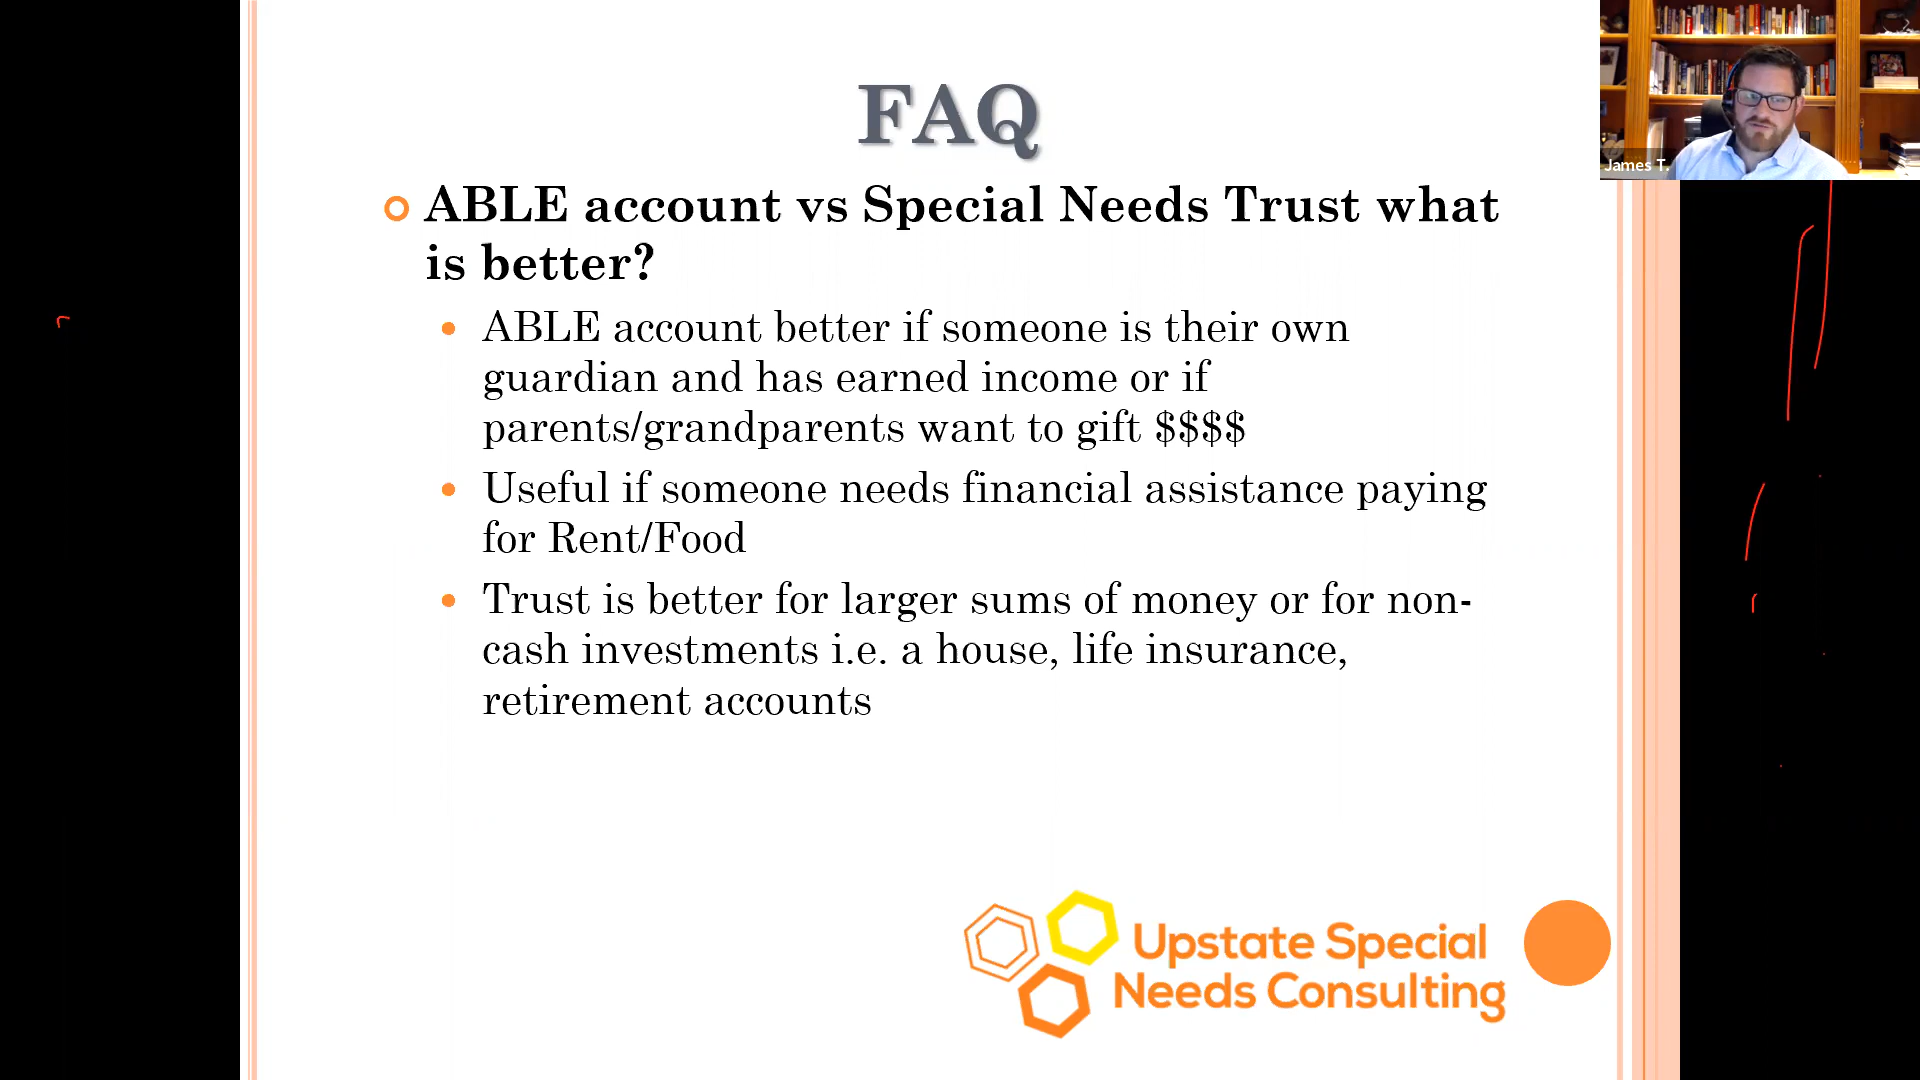 FAQ
ABLE account vs Special Needs Trust what
is better?
ABLE account better if someone is their own
guardian and has earned income or if
parents/grandparents want to gift $$$$
Useful if someone needs financial assistance paying
for Rent/Food
Trust is better for larger sums of money or for non-
cash investments i.e. a house, life insurance,
retirement accounts
Upstate Special
Needs Consulting
James T.